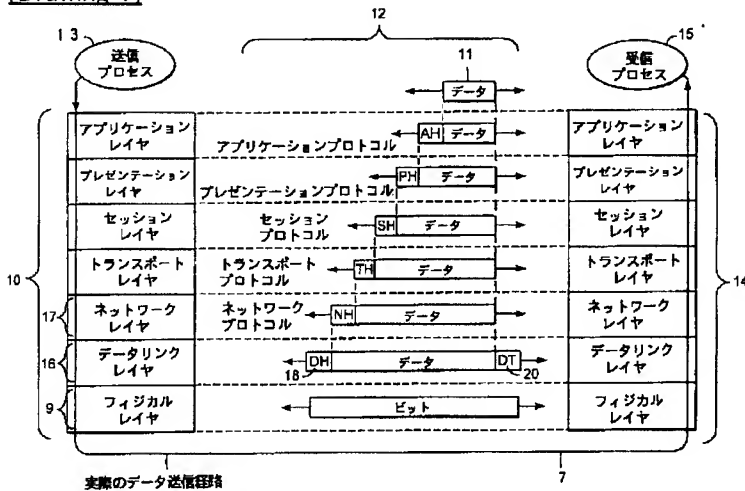 12
13
送信
プロセス
11
データ
15
受信
プロセス
アプリケーション
レイヤ
アプリケーションプロトコル
AH
データ
アプリケーション
レイヤ
プレゼンテーション
レイヤ
プレゼンテーションプロトコル
PH
データ
プレゼンテーション
レイヤ
セッション
レイヤ
セッション
プロトコル
SH
データ
セッション
レイヤ
10
トランスポート
レイヤ
トランスポート
プロトコル
TH
データ
トランスポート
レイヤ
14
17
ネットワーク
レイヤ
ネットワーク
プロトコル
NH
データ
ネットワーク
レイヤ
16
データリンク
レイヤ
18
DH
データ
DT
20
データリンク
レイヤ
9
フィジカル
レイヤ
ビット
フィジカル
レイヤ
実際のデータ送信経路
7